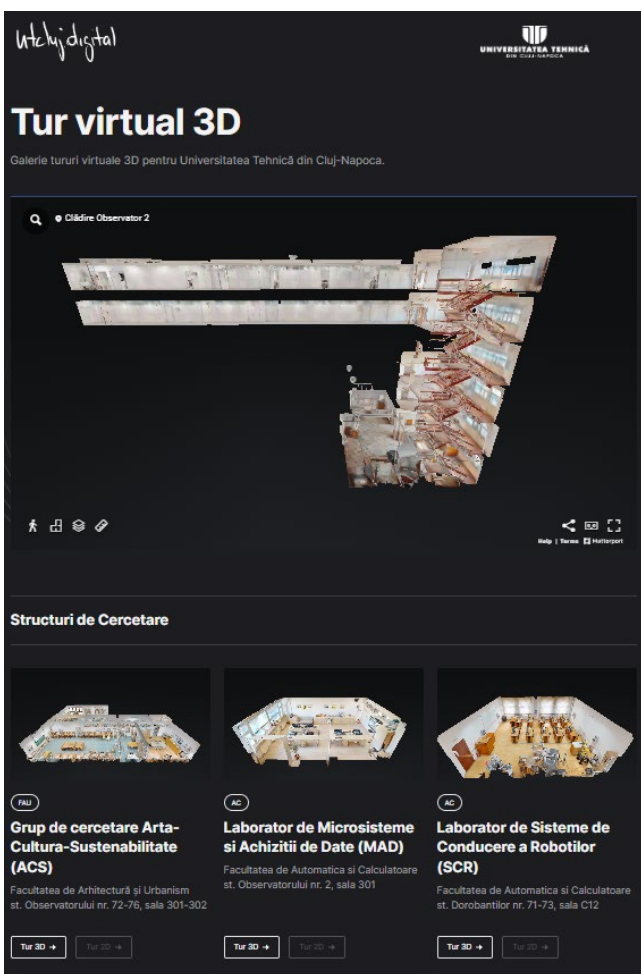 utcluj.digital
UNIVERSITATEA TEHNICĂ
DIN CLUJ-NAPOCA
Tur virtual 3D
Galerie tururi virtuale 3D pentru Universitatea Tehnică din Cluj-Napoca.
Clădire Observator 2
Help | Terms Matterport
Structuri de Cercetare
FAU
Grup de cercetare Arta-
Cultura-Sustenabilitate
(ACS)
Facultatea de Arhitectură și Urbanism
st. Observatorului nr. 72-76, sala 301-302
Tur 3D → Tur 2D →
AC
Laborator de Microsisteme
si Achizitii de Date (MAD)
Facultatea de Automatica si Calculatoare
st. Observatorului nr. 2, sala 301
Tur 3D → Tur 2D →
AC
Laborator de Sisteme de
Conducere a Robotilor
(SCR)
Facultatea de Automatica si Calculatoare
st. Dorobantilor nr. 71-73, sala C12
Tur 3D → Tur 2D →